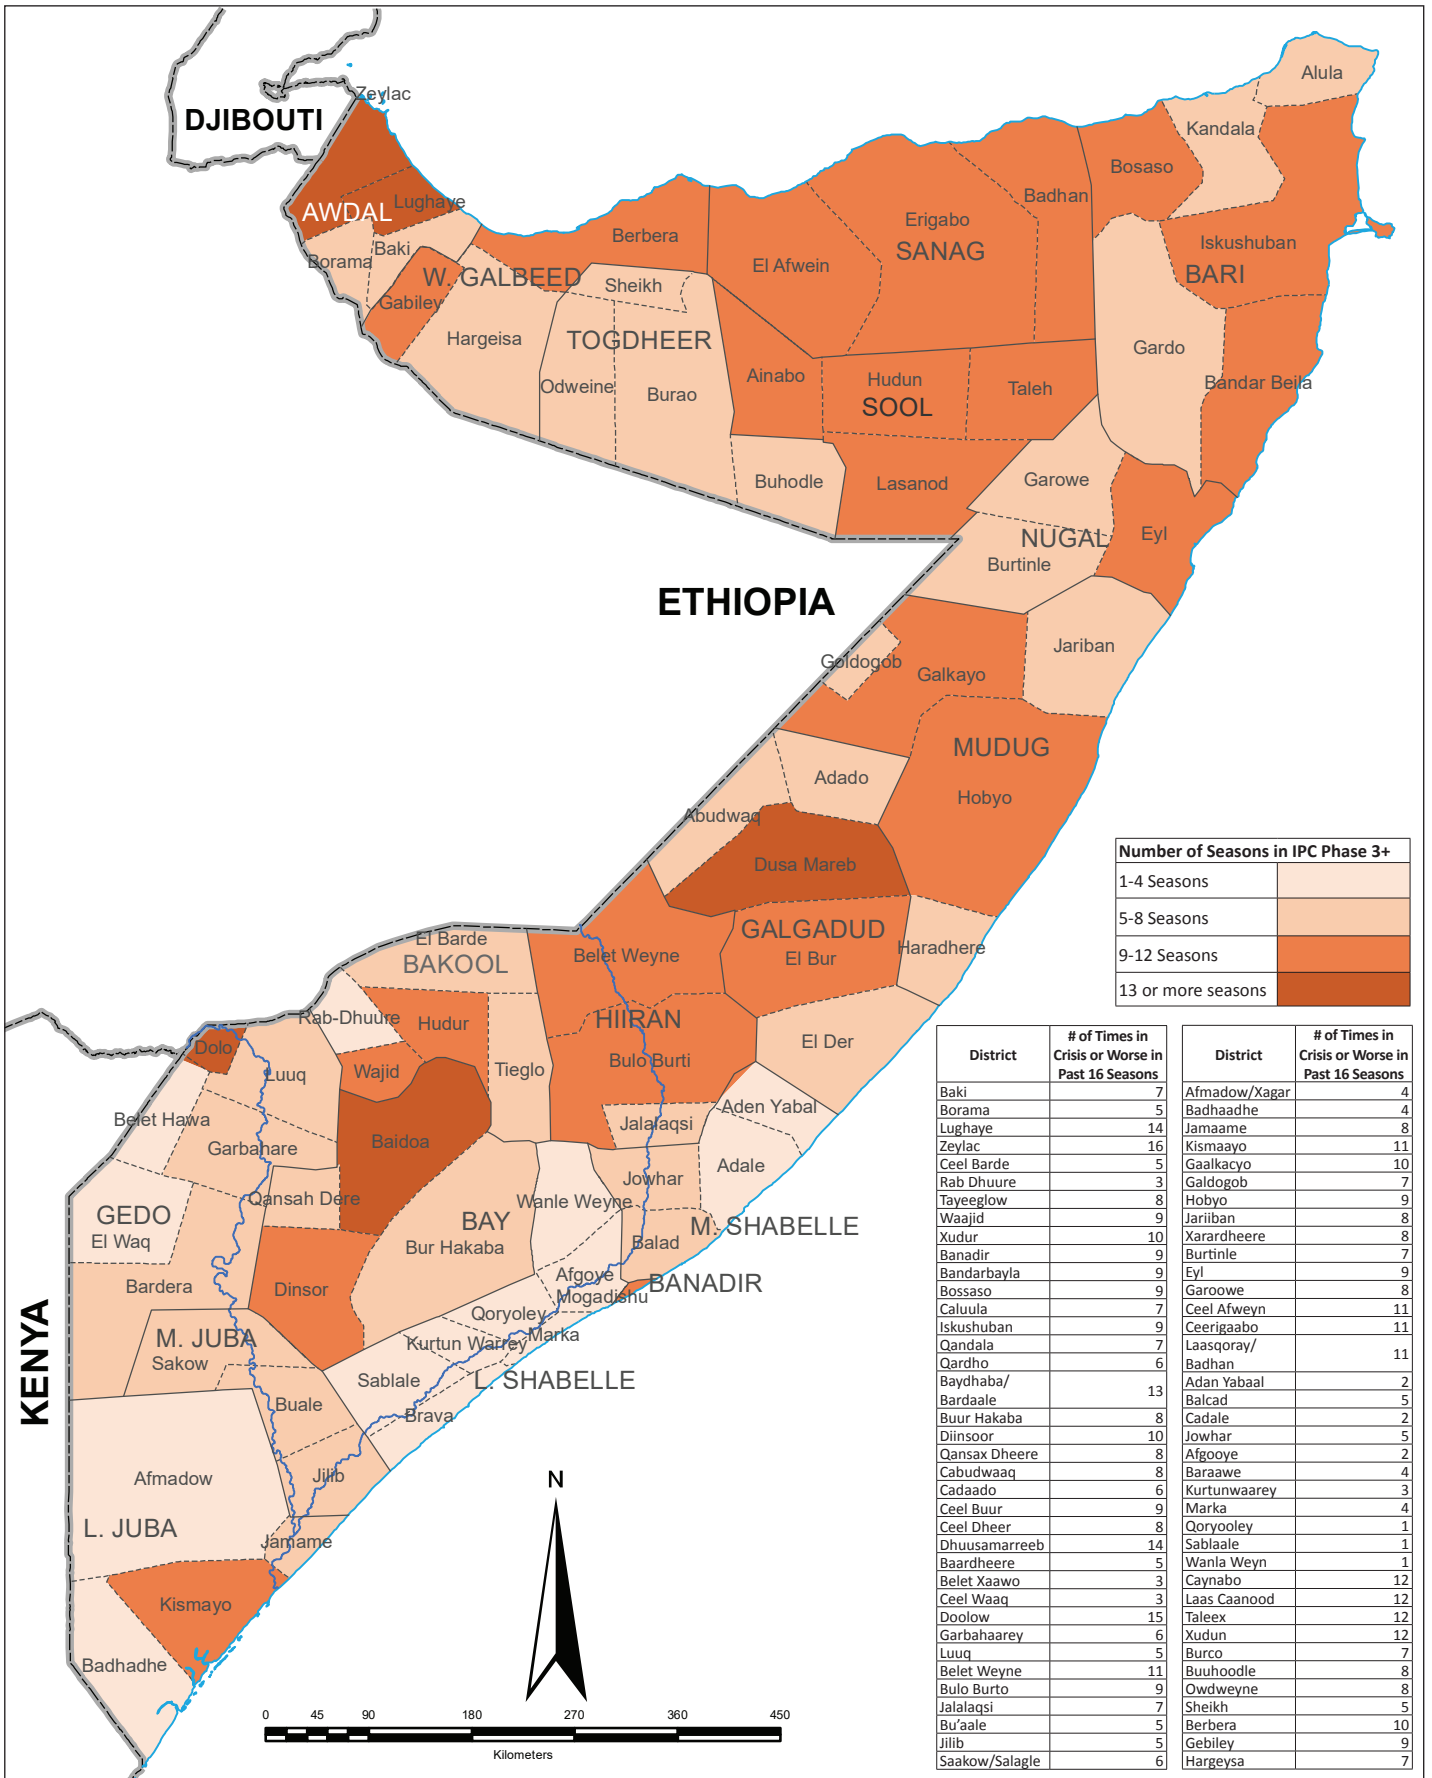 Alula
Zeylac
DJIBOUTI
Kandala
Bosaso
Badhan
Lughaye
AWDAL
Erigabo
Berbera
SANAG
Iskushuban
Baki
Borama
El Afwein
BARI
W. GALBEED
Sheikh
Gabiley
Hargeisa
TOGDHEER
Gardo
Ainabo
Hudun
Taleh
Bandar Beila
Odweine
Burao
SOOL
Buhodle
Lasanod
Garowe
NUGAL
Eyl
Burtinle
ETHIOPIA
Jariban
Goldogob
Galkayo
MUDUG
Adado
Hobyo
Abudwaq
Dusa Mareb
GALGADUD
El Barde
Haradhere
BAKOOL
Belet Weyne
El Bur
Rab-Dhuure
Hudur
HIIRAN
Dolo
El Der
Luuq
Wajid
Tieglo
Bulo Burti
Belet Hawa
Aden Yabal
Jalalaqsi
Garbahare
Baidoa
Adale
Jowhar
Qansah Dere
Wanle Weyne
GEDO
BAY
M. SHABELLE
El Waq
Bur Hakaba
Balad
Bardera
Dinsor
Afgoye
BANADIR
Mogadishu
Qoryoley
M. JUBA
Kurtun Warrey
Marka
Sakow
Sablale
L. SHABELLE
KENYA
Buale
Brava
Afmadow
Jilib
L. JUBA
Jamame
Kismayo
Badhadhe
N
0 45 90 180 270 360 450
Kilometers
Number of Seasons in IPC Phase 3+
1-4 Seasons
5-8 Seasons
9-12 Seasons
13 or more seasons
District # of Times in Crisis or Worse in Past 16 Seasons
Baki 7
Borama 5
Lughaye 14
Zeylac 16
Ceel Barde 5
Rab Dhuure 3
Tayeeglow 8
Waajid 9
Xudur 10
Banadir 9
Bandarbayla 9
Bossaso 9
Caluula 7
Iskushuban 9
Qandala 7
Qardho 6
Baydhaba/
Bardaale 13
Buur Hakaba 8
Diinsoor 10
Qansax Dheere 8
Cabudwaaq 8
Cadaado 6
Ceel Buur 9
Ceel Dheer 8
Dhuusamarreeb 14
Baardheere 5
Belet Xaawo 3
Ceel Waaq 3
Doolow 15
Garbahaarey 6
Luuq 5
Belet Weyne 11
Bulo Burto 9
Jalalaqsi 7
Bu'aale 5
Jilib 5
Saakow/Salagle 6
District # of Times in Crisis or Worse in Past 16 Seasons
Afmadow/Xagar 4
Badhaadhe 4
Jamaame 8
Kismaayo 11
Gaalkacyo 10
Galdogob 7
Hobyo 9
Jariiban 8
Xarardheere 8
Burtinle 7
Eyl 9
Garoowe 8
Ceel Afweyn 11
Ceerigaabo 11
Laasqoray/
Badhan 11
Adan Yabaal 2
Balcad 5
Cadale 2
Jowhar 5
Afgooye 2
Baraawe 4
Kurtunwaarey 3
Marka 4
Qoryooley 1
Sablaale 1
Wanla Weyn 1
Caynabo 12
Laas Caanood 12
Taleex 12
Xudun 12
Burco 7
Buuhoodle 8
Owdweyne 8
Sheikh 5
Berbera 10
Gebiley 9
Hargeysa 7